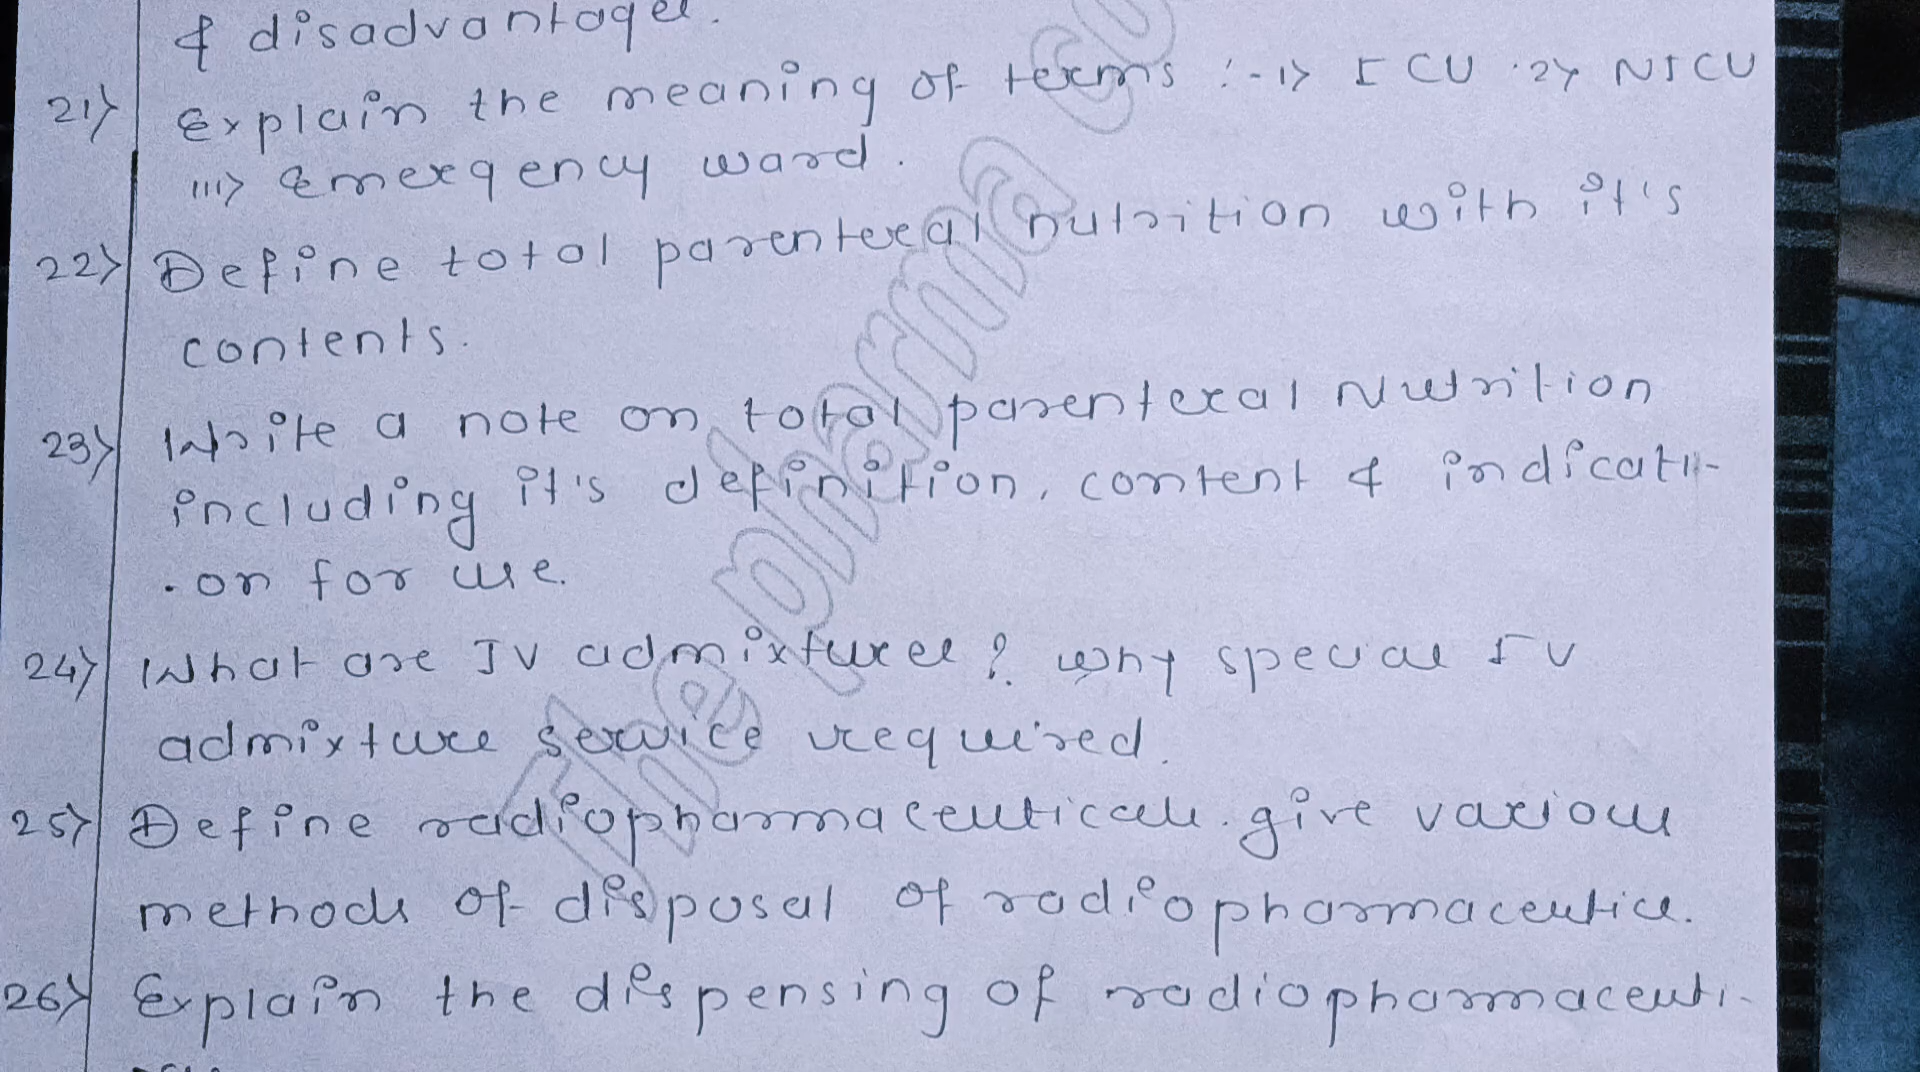 & disadvantages.
21) Explain the meaning of terms :- 1) ICU 2) NICU
111) Emergency ward.
22) Define total parenteral nutrition with it's
contents.
23) Write a note on total parenteral Nutrition
including it's definition, content & indicati-
-on for use.
24) What are IV admixtures? why special IV
admixture service required.
25) Define radiopharmaceuticals. give various
methods of disposal of radiopharmaceutics.
26) Explain the dispensing of radiopharmaceuti-